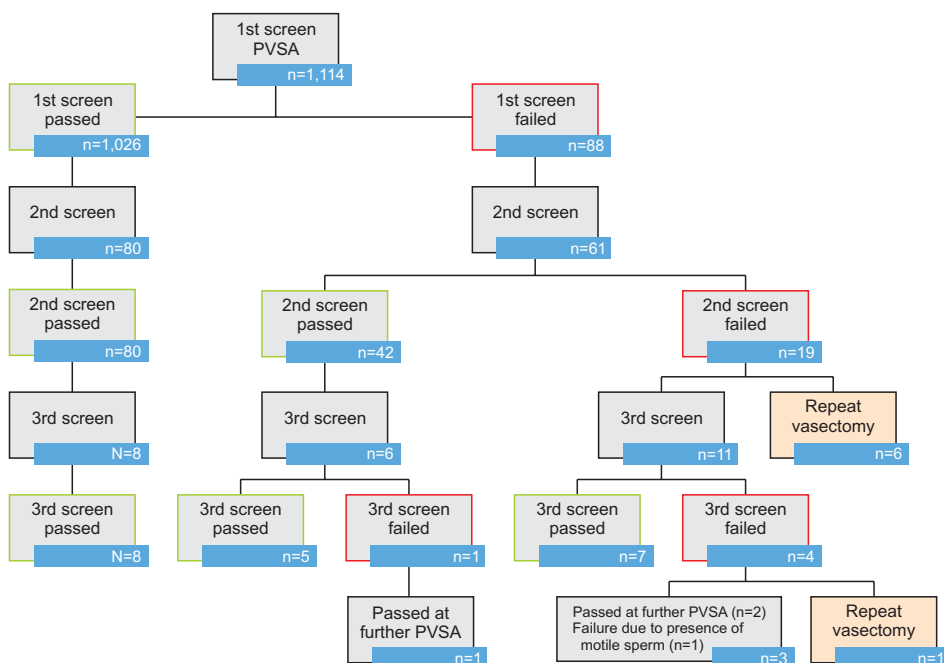 1st screen
PVSA
n=1,114
1st screen
passed
n=1,026
1st screen
failed
n=88
2nd screen
n=80
2nd screen
n=61
2nd screen
passed
n=80
2nd screen
passed
n=42
2nd screen
failed
n=19
3rd screen
N=8
3rd screen
n=6
3rd screen
n=11
Repeat
vasectomy
n=6
3rd screen
passed
N=8
3rd screen
passed
n=5
3rd screen
failed
n=1
3rd screen
passed
n=7
3rd screen
failed
n=4
Passed at
further PVSA
n=1
Passed at further PVSA (n=2)
Failure due to presence of
motile sperm (n=1)
n=3
Repeat
vasectomy
n=1